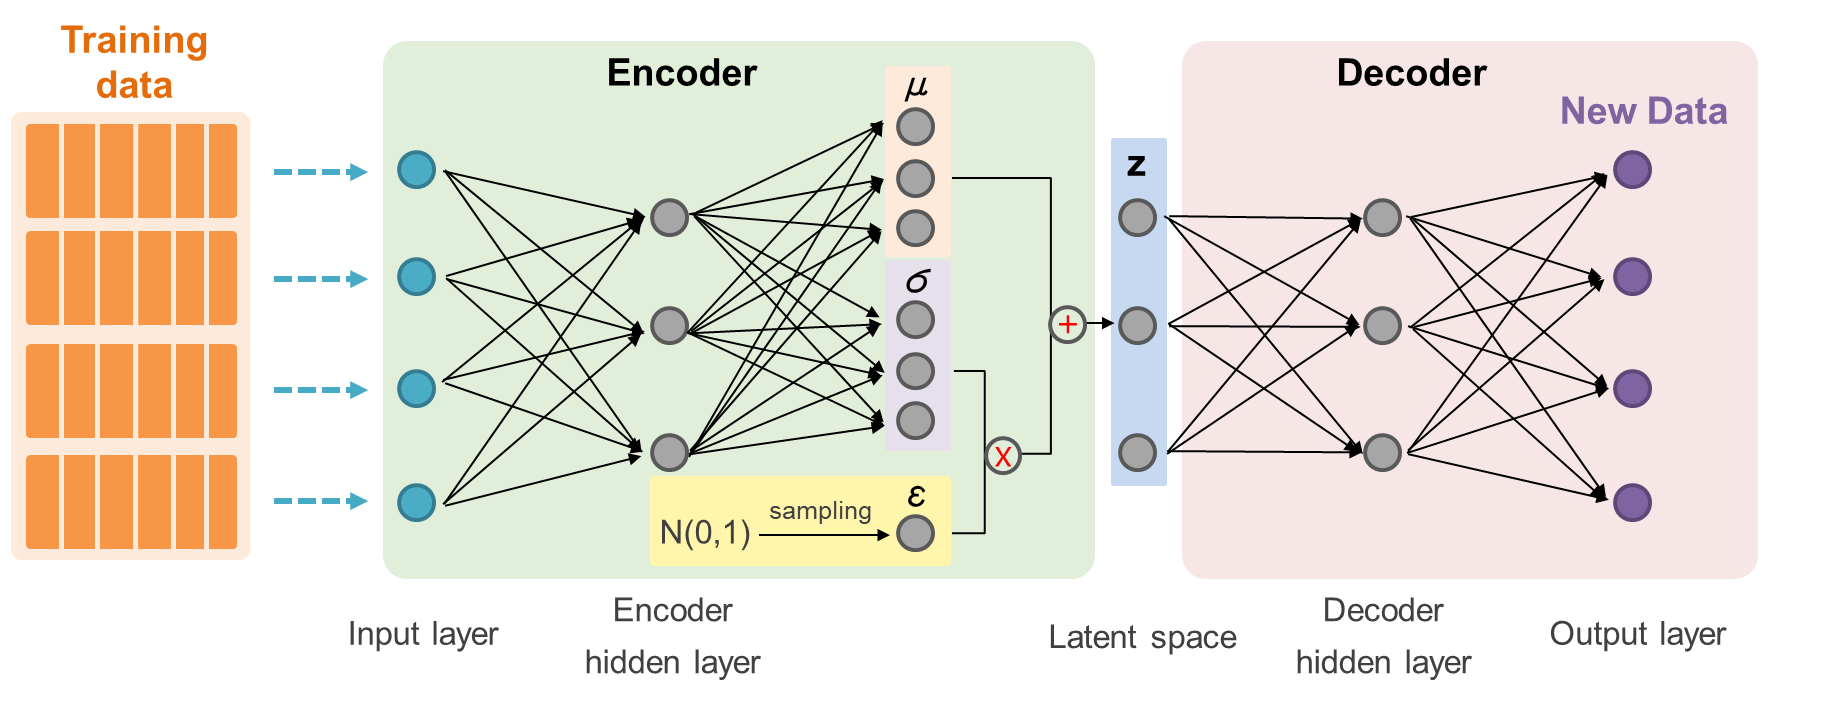 Training
data
Encoder
μ
σ
ε
N(0,1)
sampling
X
+
z
Decoder
New Data
Input layer
Encoder
hidden layer
Latent space
Decoder
hidden layer
Output layer